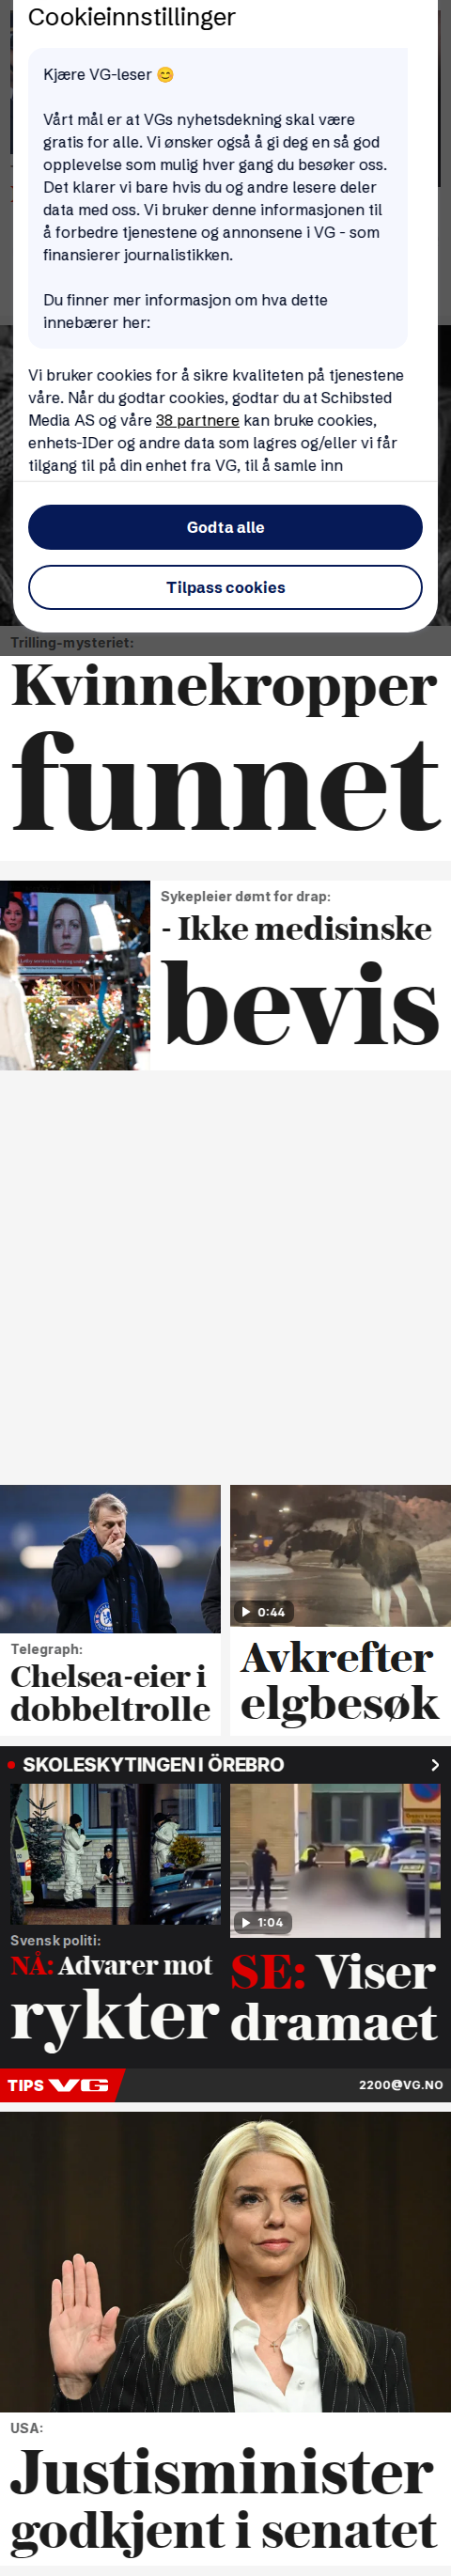 Cookieinnstillinger
Kjære VG-leser 😊
Vårt mål er at VGs nyhetsdekning skal være
gratis for alle. Vi ønsker også å gi deg en så god
opplevelse som mulig hver gang du besøker oss.
Det klarer vi bare hvis du og andre lesere deler
data med oss. Vi bruker denne informasjonen til
å forbedre tjenestene og annonsene i VG - som
finansierer journalistikken.
Du finner mer informasjon om hva dette
innebærer her:
Vi bruker cookies for å sikre kvaliteten på tjenestene
våre. Når du godtar cookies, godtar du at Schibsted
Media AS og våre 38 partnere kan bruke cookies,
enhets-IDer og andre data som lagres og/eller vi får
tilgang til på din enhet fra VG, til å samle inn
Godta alle
Tilpass cookies
Trilling-mysteriet:
Kvinnekropper
funnet
Sykepleier dømt for drap:
- Ikke medisinske
bevis
0:44
Telegraph:
Chelsea-eier i
dobbeltrolle
Avkrefter
elgbesøk
SKOLESKYTINGEN I ÖREBRO
1:04
Svensk politi:
NÅ: Advarer mot
rykter
SE: Viser
dramaet
TIPS VG
2200@VG.NO
USA:
Justisminister
godkjent i senatet